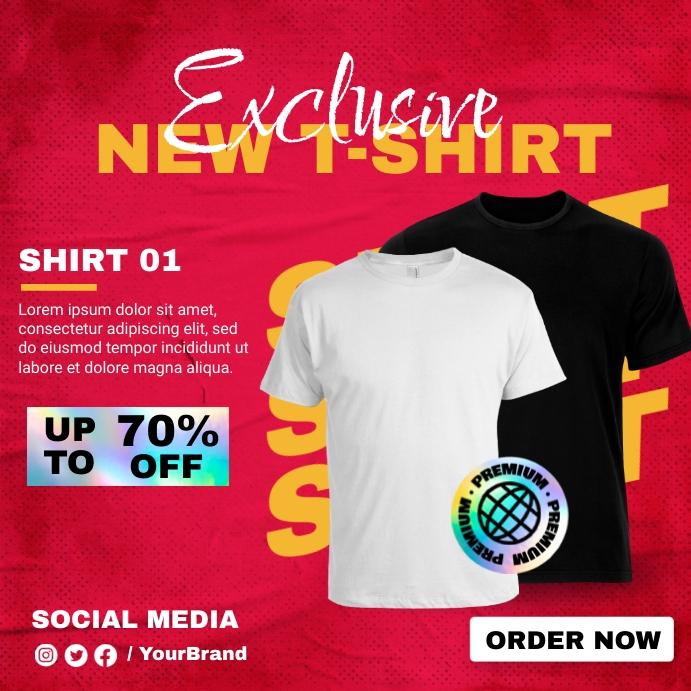 Exclusive
NEW T-SHIRT
SHIRT 01
Lorem ipsum dolor sit amet,
consectetur adipiscing elit, sed
do eiusmod tempor incididunt ut
labore et dolore magna aliqua.
UP TO
70% OFF
PREMIUM • PREMIUM • PREMIUM • PREMIUM •
SOCIAL MEDIA
/ YourBrand
ORDER NOW